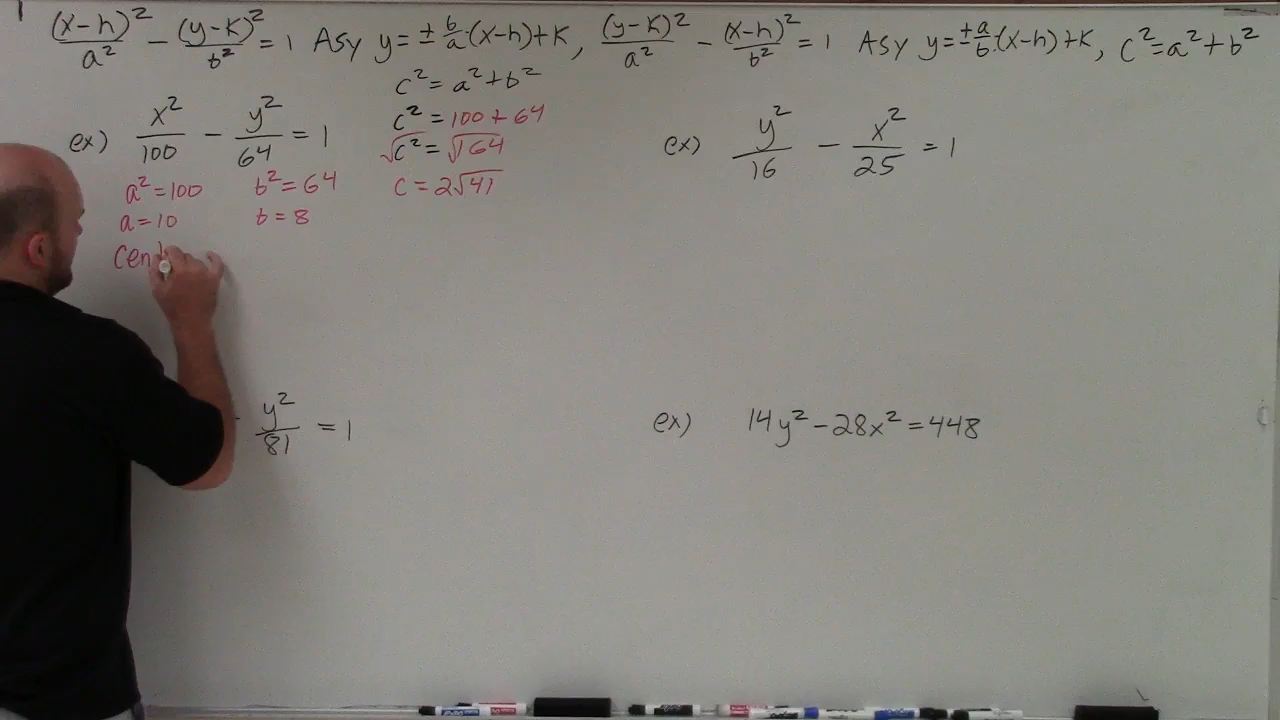 (x-h)²/a² - (y-k)²/b² = 1 Asy y=± b/a (x-h)+k, (y-k)²/a² - (x-h)²/b² = 1 Asy y=± a/b (x-h)+k, c²=a²+b²
c²=a²+b²
ex) x²/100 - y²/64 = 1
c² = 100+64
√c² = √164
c = 2√41
a²=100 b²=64
a=10 b=8
Cent
ex) y²/16 - x²/25 = 1
- y²/81 = 1
ex) 14y²-28x²=448